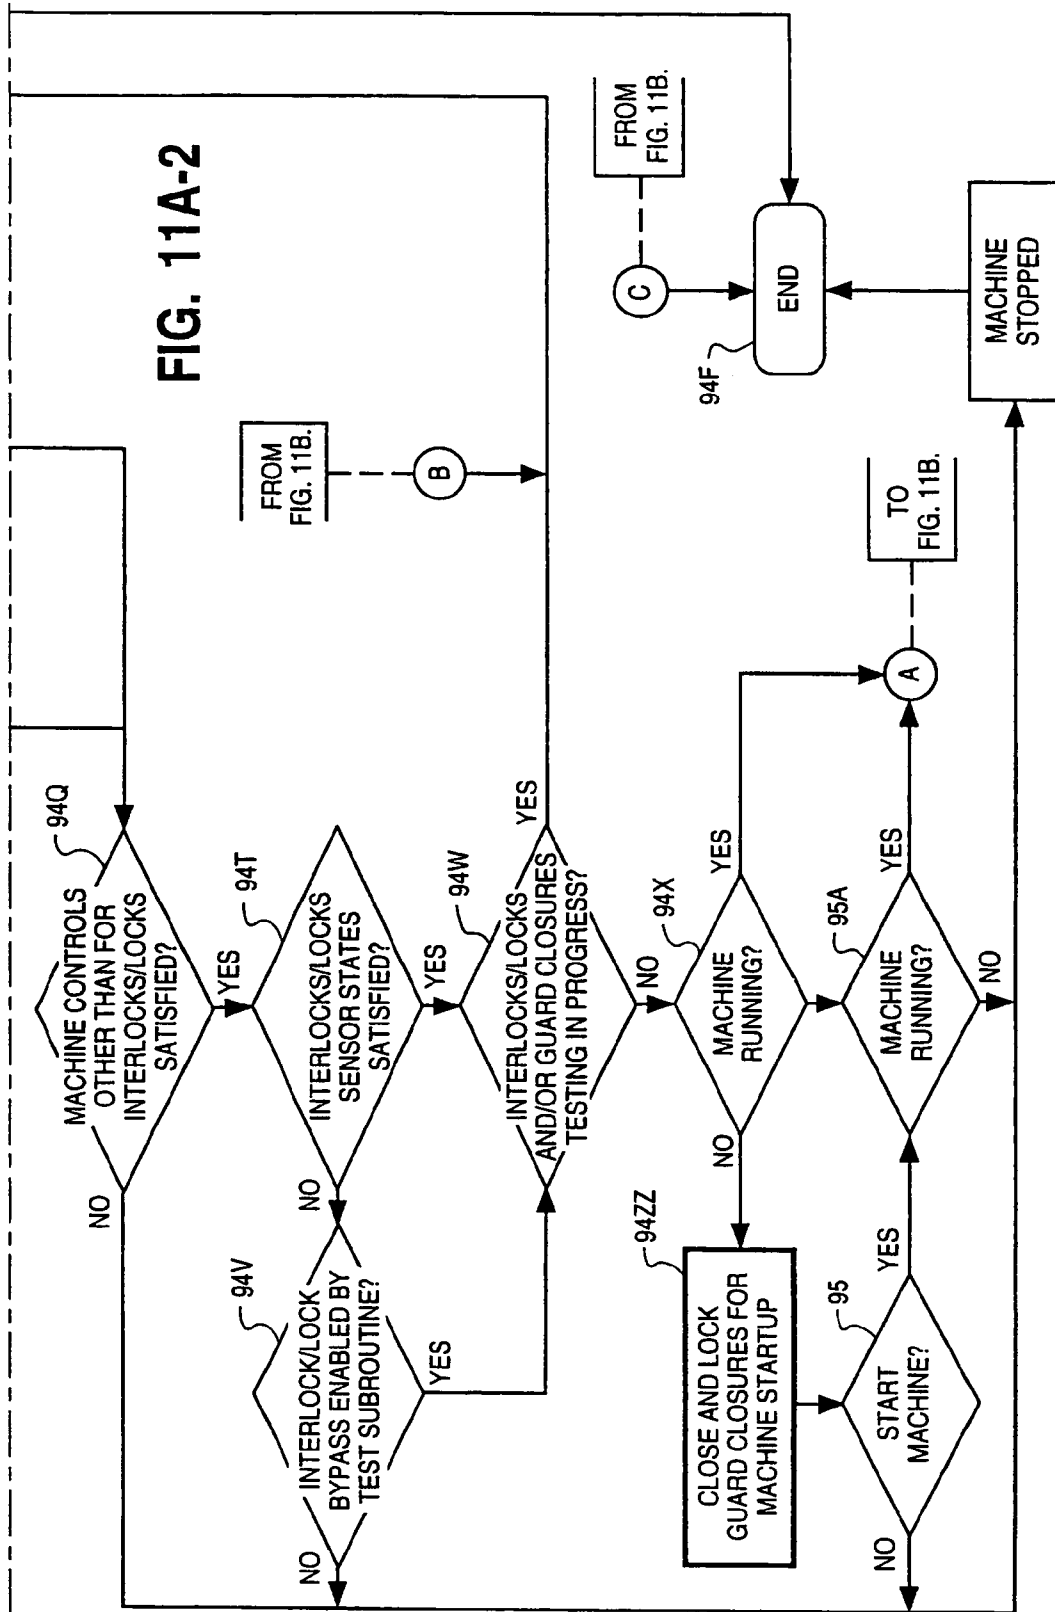 FIG. 11A-2
94Q
MACHINE CONTROLS
OTHER THAN FOR
INTERLOCKS/LOCKS
SATISFIED?
NO
YES
94T
INTERLOCKS/LOCKS
SENSOR STATES
SATISFIED?
NO
YES
94V
INTERLOCK/LOCK
BYPASS ENABLED BY
TEST SUBROUTINE?
NO
YES
94W
INTERLOCKS/LOCKS
AND/OR GUARD CLOSURES
TESTING IN PROGRESS?
YES
NO
FROM
FIG. 11B.
B
94X
MACHINE
RUNNING?
YES
NO
94ZZ
CLOSE AND LOCK
GUARD CLOSURES FOR
MACHINE STARTUP
95
START
MACHINE?
NO
YES
95A
MACHINE
RUNNING?
YES
NO
A
TO
FIG. 11B.
FROM
FIG. 11B.
C
94F
END
MACHINE
STOPPED